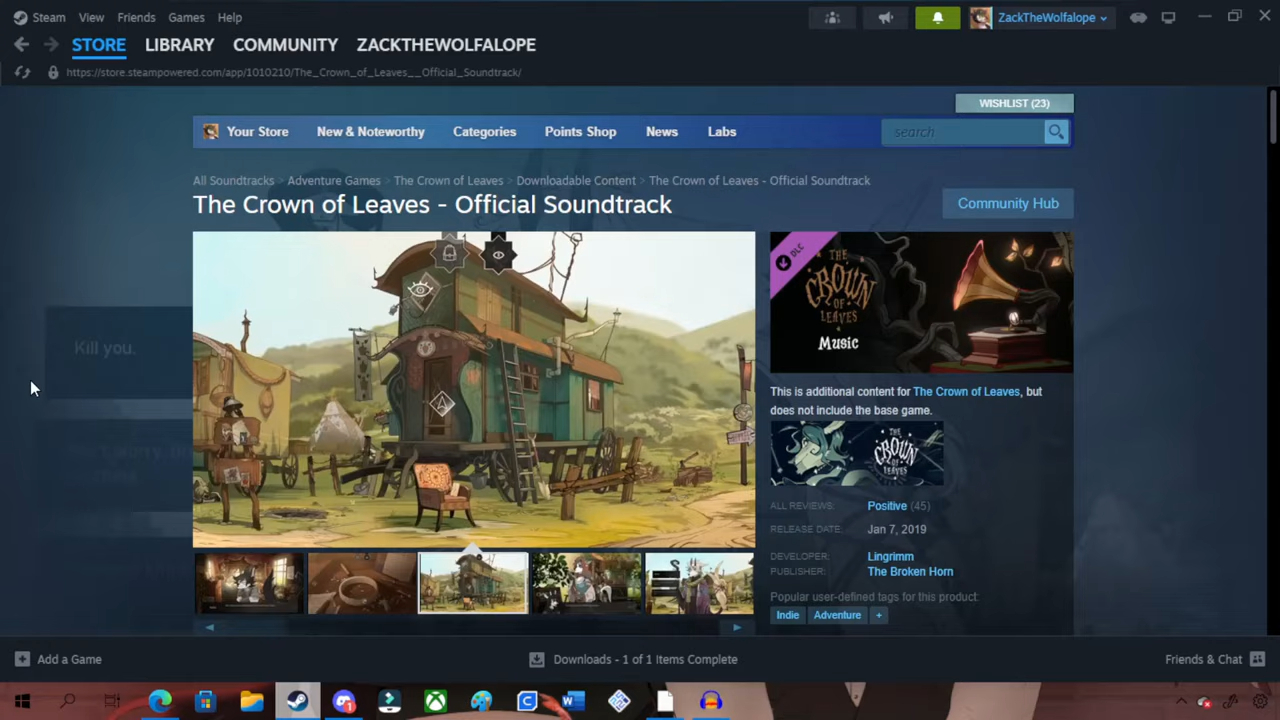 Steam View Friends Games Help
ZackTheWolfalope
STORE LIBRARY COMMUNITY ZACKTHEWOLFALOPE
https://store.steampowered.com/app/1010210/The_Crown_of_Leaves__Official_Soundtrack/
WISHLIST (23)
Your Store New & Noteworthy Categories Points Shop News Labs
search
All Soundtracks > Adventure Games > The Crown of Leaves > Downloadable Content > The Crown of Leaves - Official Soundtrack
The Crown of Leaves - Official Soundtrack
Community Hub
DLC
THE
CROWN
OF
LEAVES
Music
Kill you.
This is additional content for The Crown of Leaves, but
does not include the base game.
THE
CROWN
OF
LEAVES
ALL REVIEWS: Positive (45)
RELEASE DATE: Jan 7, 2019
DEVELOPER: Lingrimm
PUBLISHER: The Broken Horn
Popular user-defined tags for this product:
Indie Adventure +
Add a Game
Downloads - 1 of 1 Items Complete
Friends & Chat